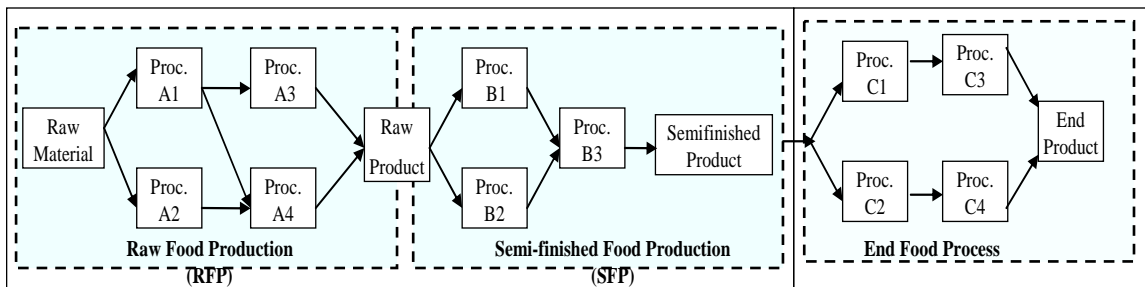 Raw
Material
Proc.
A1
Proc.
A2
Proc.
A3
Proc.
A4
Raw
Product
Raw Food Production
(RFP)
Proc.
B1
Proc.
B2
Proc.
B3
Semifinished
Product
Semi-finished Food Production
(SFP)
Proc.
C1
Proc.
C2
Proc.
C3
Proc.
C4
End
Product
End Food Process